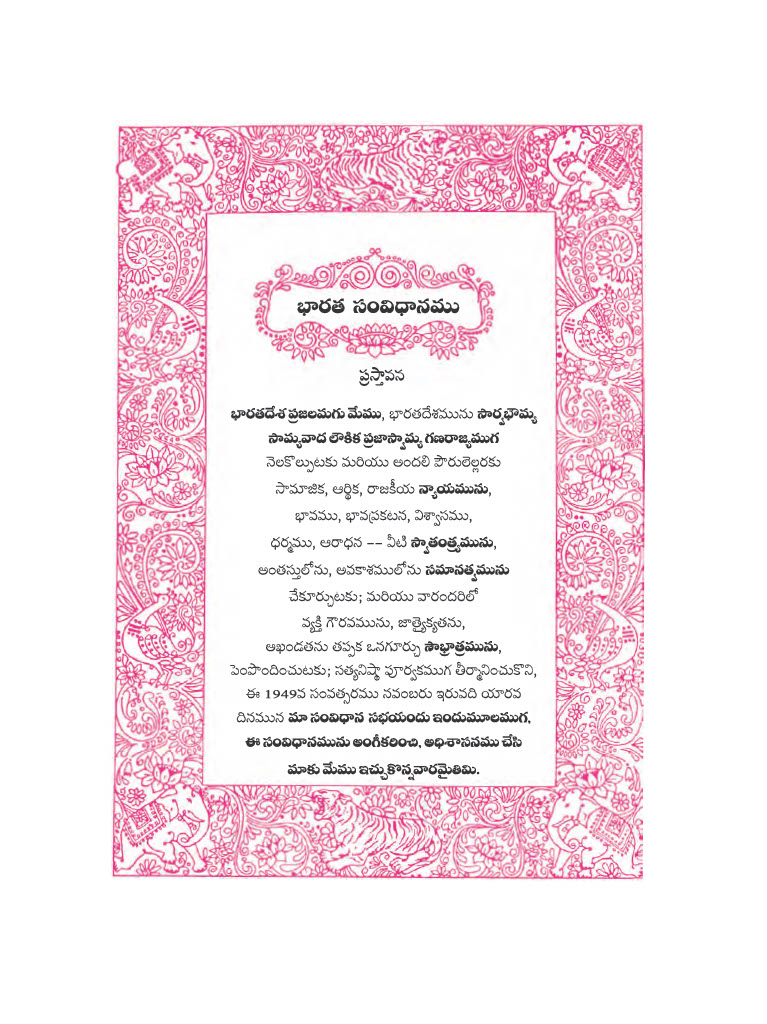 భారత సంవిధానము
ప్రస్తావన
భారతదేశ ప్రజలమగు మేము, భారతదేశమును సార్వభౌమ్య
సామ్యవాద లౌకిక ప్రజాస్వామ్య గణరాజ్యముగ
నెలకొల్పుటకు మరియు అందలి పౌరులెల్లరకు
సామాజిక, ఆర్థిక, రాజకీయ న్యాయమును,
భావము, భావప్రకటన, విశ్వాసము,
ధర్మము, ఆరాధన –– వీటి స్వాతంత్ర్యమును,
అంతస్తులోను, అవకాశములోను సమానత్వమును
చేకూర్చుటకు; మరియు వారందరిలో
వ్యక్తి గౌరవమును, జాత్యైక్యతను,
అఖండతను తప్పక ఒనగూర్చు సౌభ్రాత్రమును,
పెంపొందించుటకు; సత్యనిష్ఠా పూర్వకముగ తీర్మానించుకొని,
ఈ 1949వ సంవత్సరము నవంబరు ఇరువది యారవ
దినమున మా సంవిధాన సభయందు ఇందుమూలముగ,
ఈ సంవిధానమును అంగీకరించి, అధిశాసనము చేసి
మాకు మేము ఇచ్చుకొన్నవారమైతిమి.